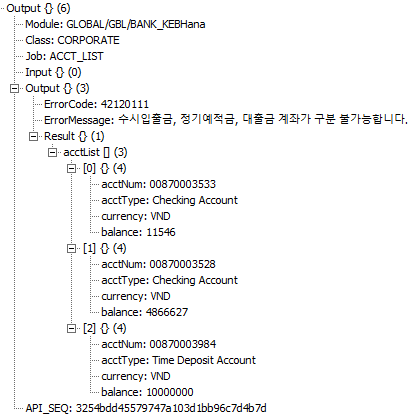 Output {} (6)
Module: GLOBAL/GBL/BANK_KEBHana
Class: CORPORATE
Job: ACCT_LIST
Input {} (0)
Output {} (3)
ErrorCode: 42120111
ErrorMessage: 수시입출금, 정기예적금, 대출금 계좌가 구분 불가능합니다.
Result {} (1)
acctList [] (3)
[0] {} (4)
acctNum: 00870003533
acctType: Checking Account
currency: VND
balance: 11546
[1] {} (4)
acctNum: 00870003528
acctType: Checking Account
currency: VND
balance: 4866627
[2] {} (4)
acctNum: 00870003984
acctType: Time Deposit Account
currency: VND
balance: 10000000
API_SEQ: 3254bdd45579747a103d1bb96c7d4b7d